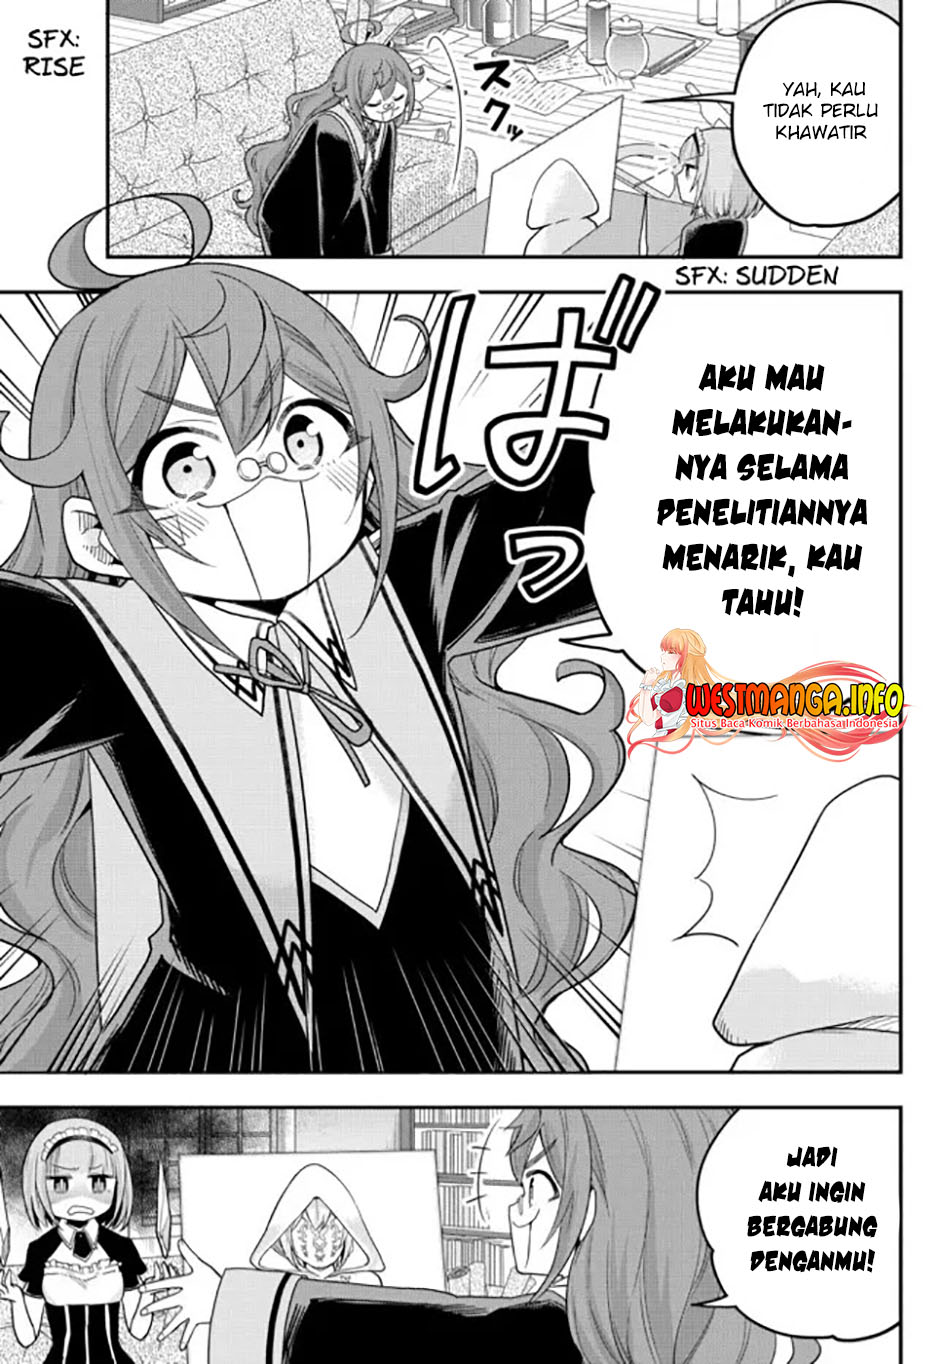 SFX:
RISE
スクッ
YAH, KAU
TIDAK PERLU
KHAWATIR
SFX: SUDDEN
ばっ
AKU MAU
MELAKUKAN-
NYA SELAMA
PENELITIANNYA
MENARIK, KAU
TAHU!
WESTMANGA.INFO
Situs Baca Komik Berbahasa Indonesia
JADI
AKU INGIN
BERGABUNG
DENGANMU!